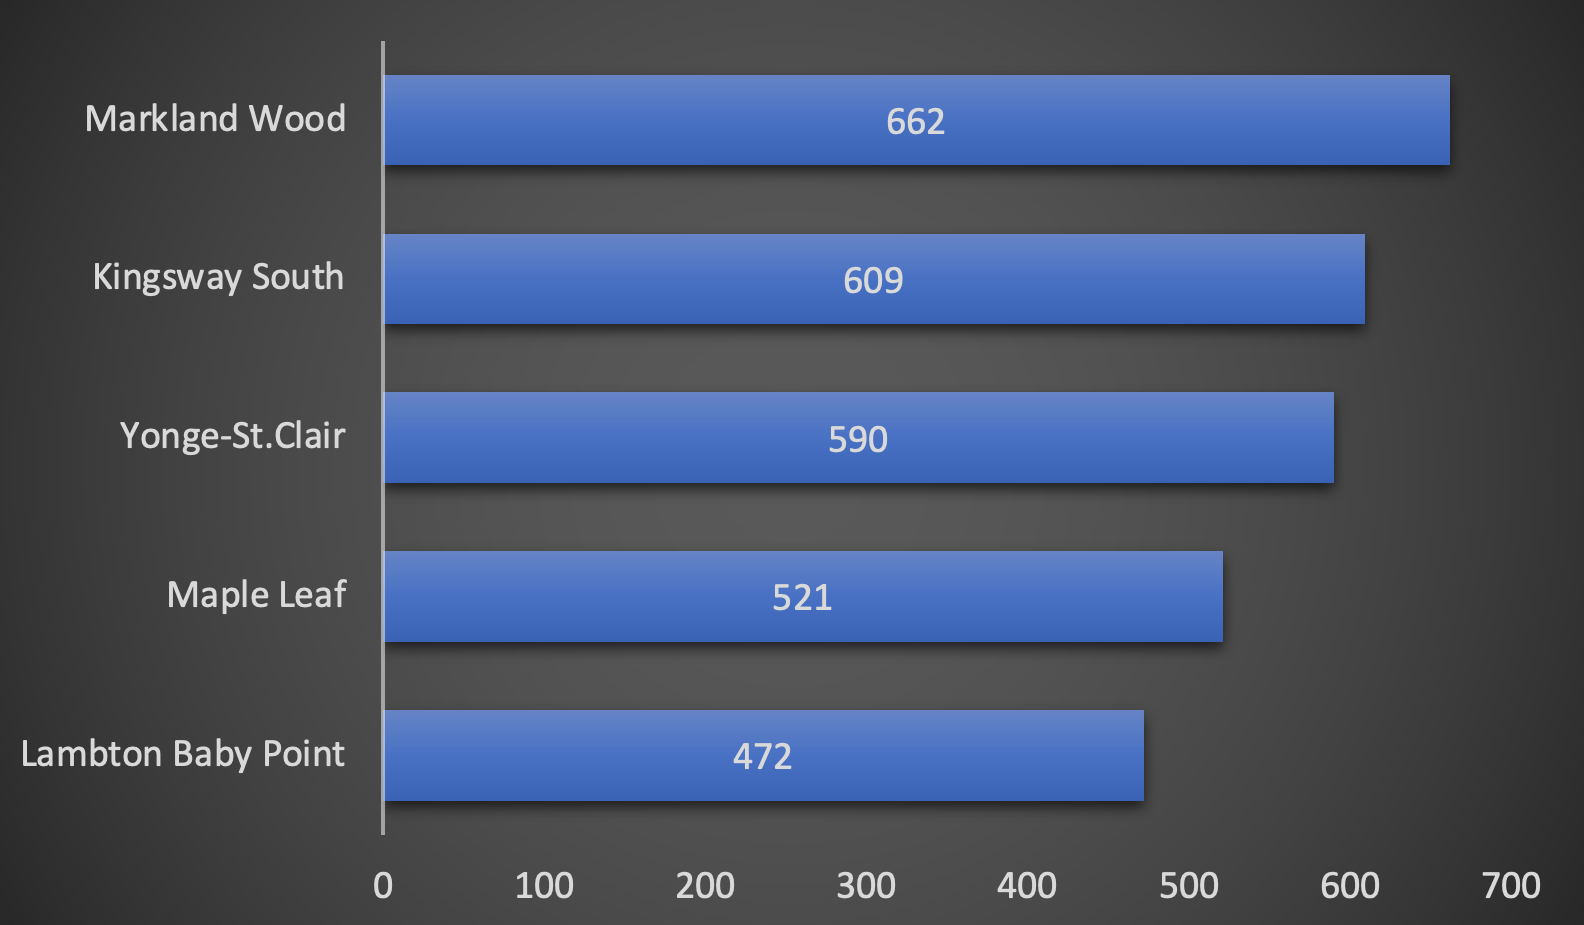 Markland Wood
662
Kingsway South
609
Yonge-St.Clair
590
Maple Leaf
521
Lambton Baby Point
472
0 100 200 300 400 500 600 700